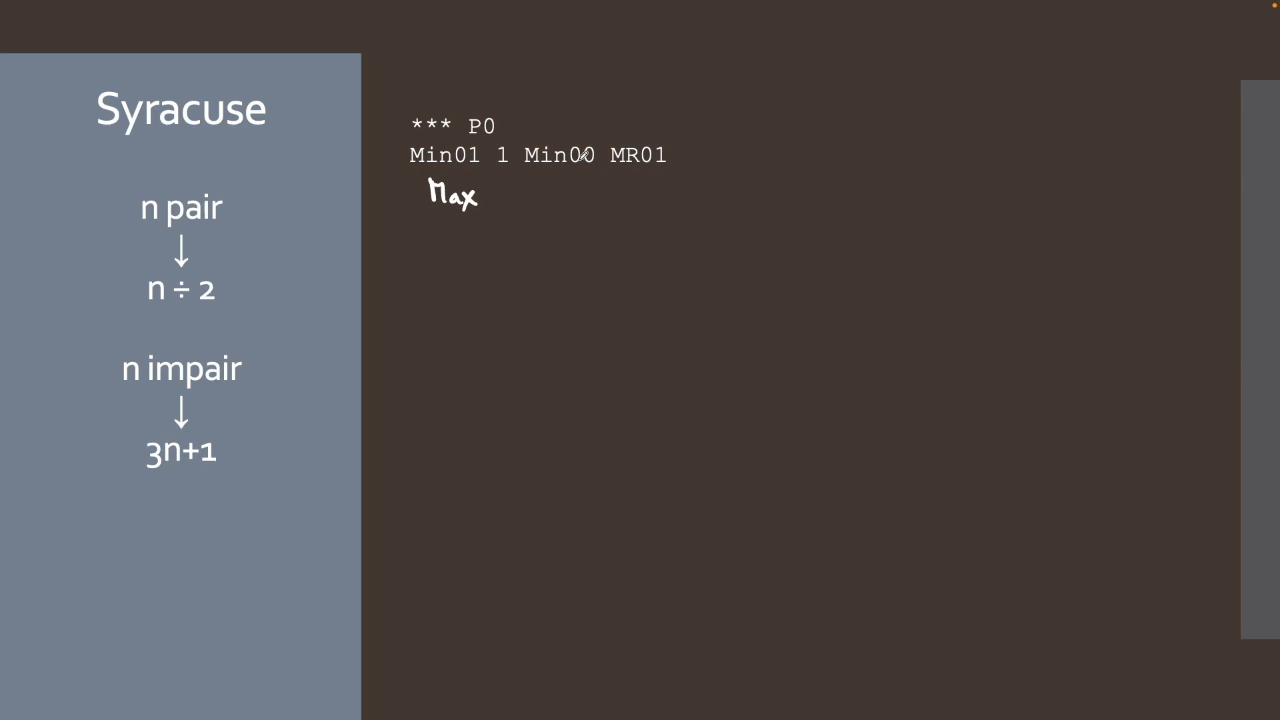 Syracuse
n pair
↓
n ÷ 2
n impair
↓
3n+1
*** P0
Min01 1 Min00 MR01
Max